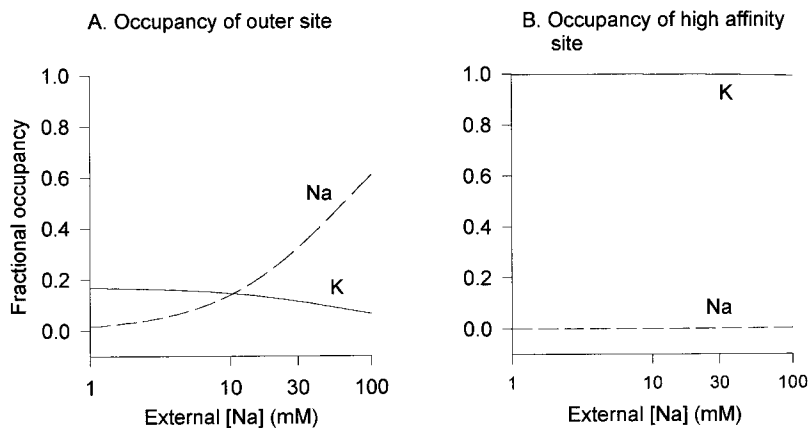 A. Occupancy of outer site
Fractional occupancy
1.0
0.8
0.6
0.4
0.2
0.0
Na
K
1
10
30
100
External [Na] (mM)
B. Occupancy of high affinity
site
1.0
0.8
0.6
0.4
0.2
0.0
K
Na
1
10
30
100
External [Na] (mM)